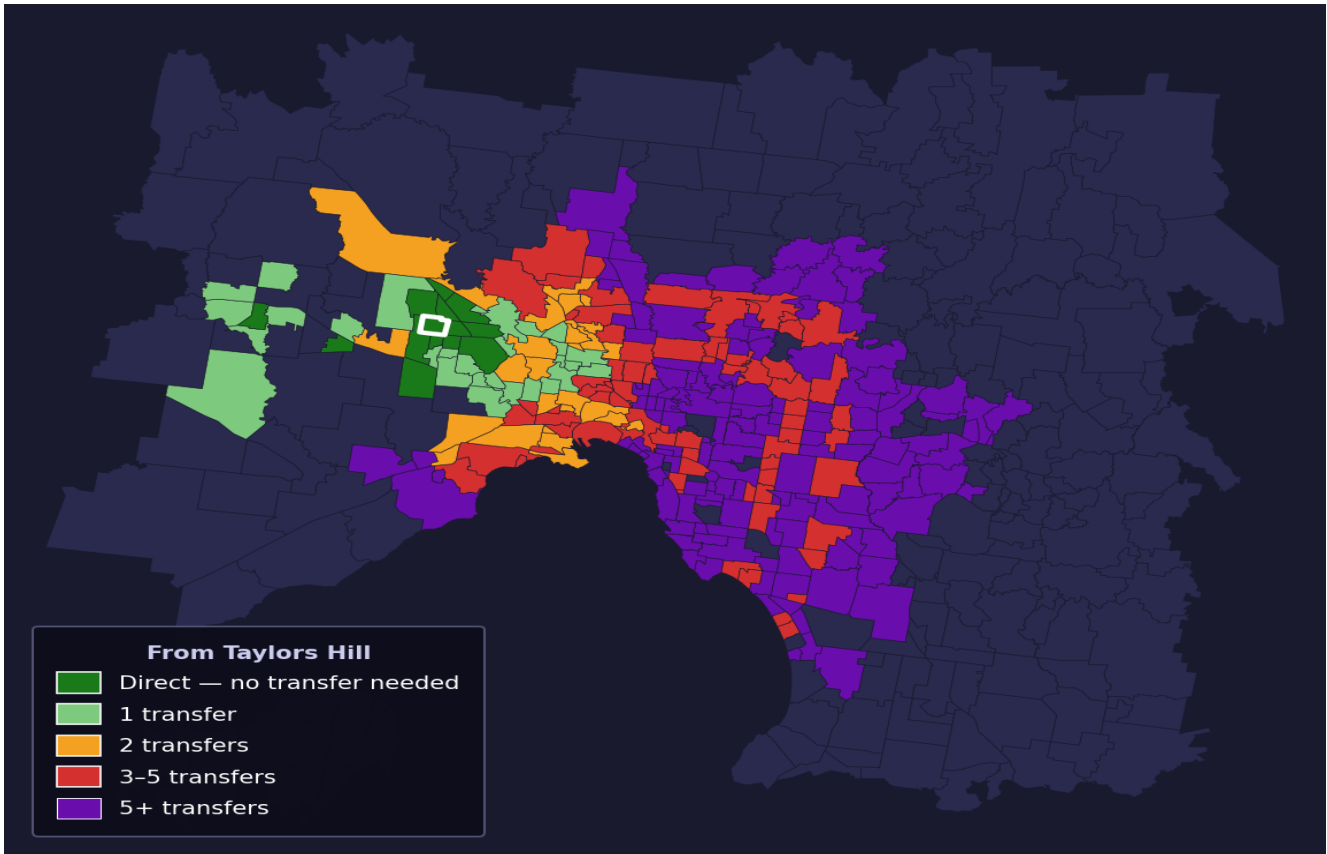 From Taylors Hill
Direct — no transfer needed
1 transfer
2 transfers
3–5 transfers
5+ transfers